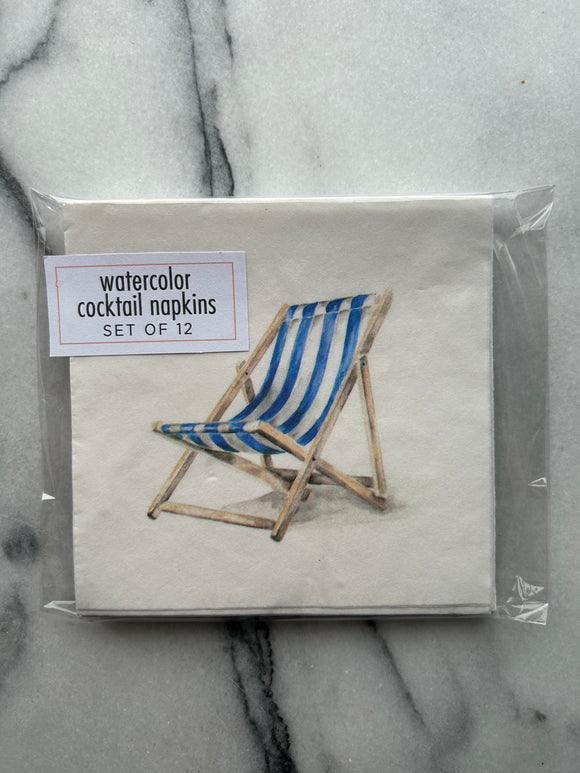 watercolor
cocktail napkins
SET OF 12